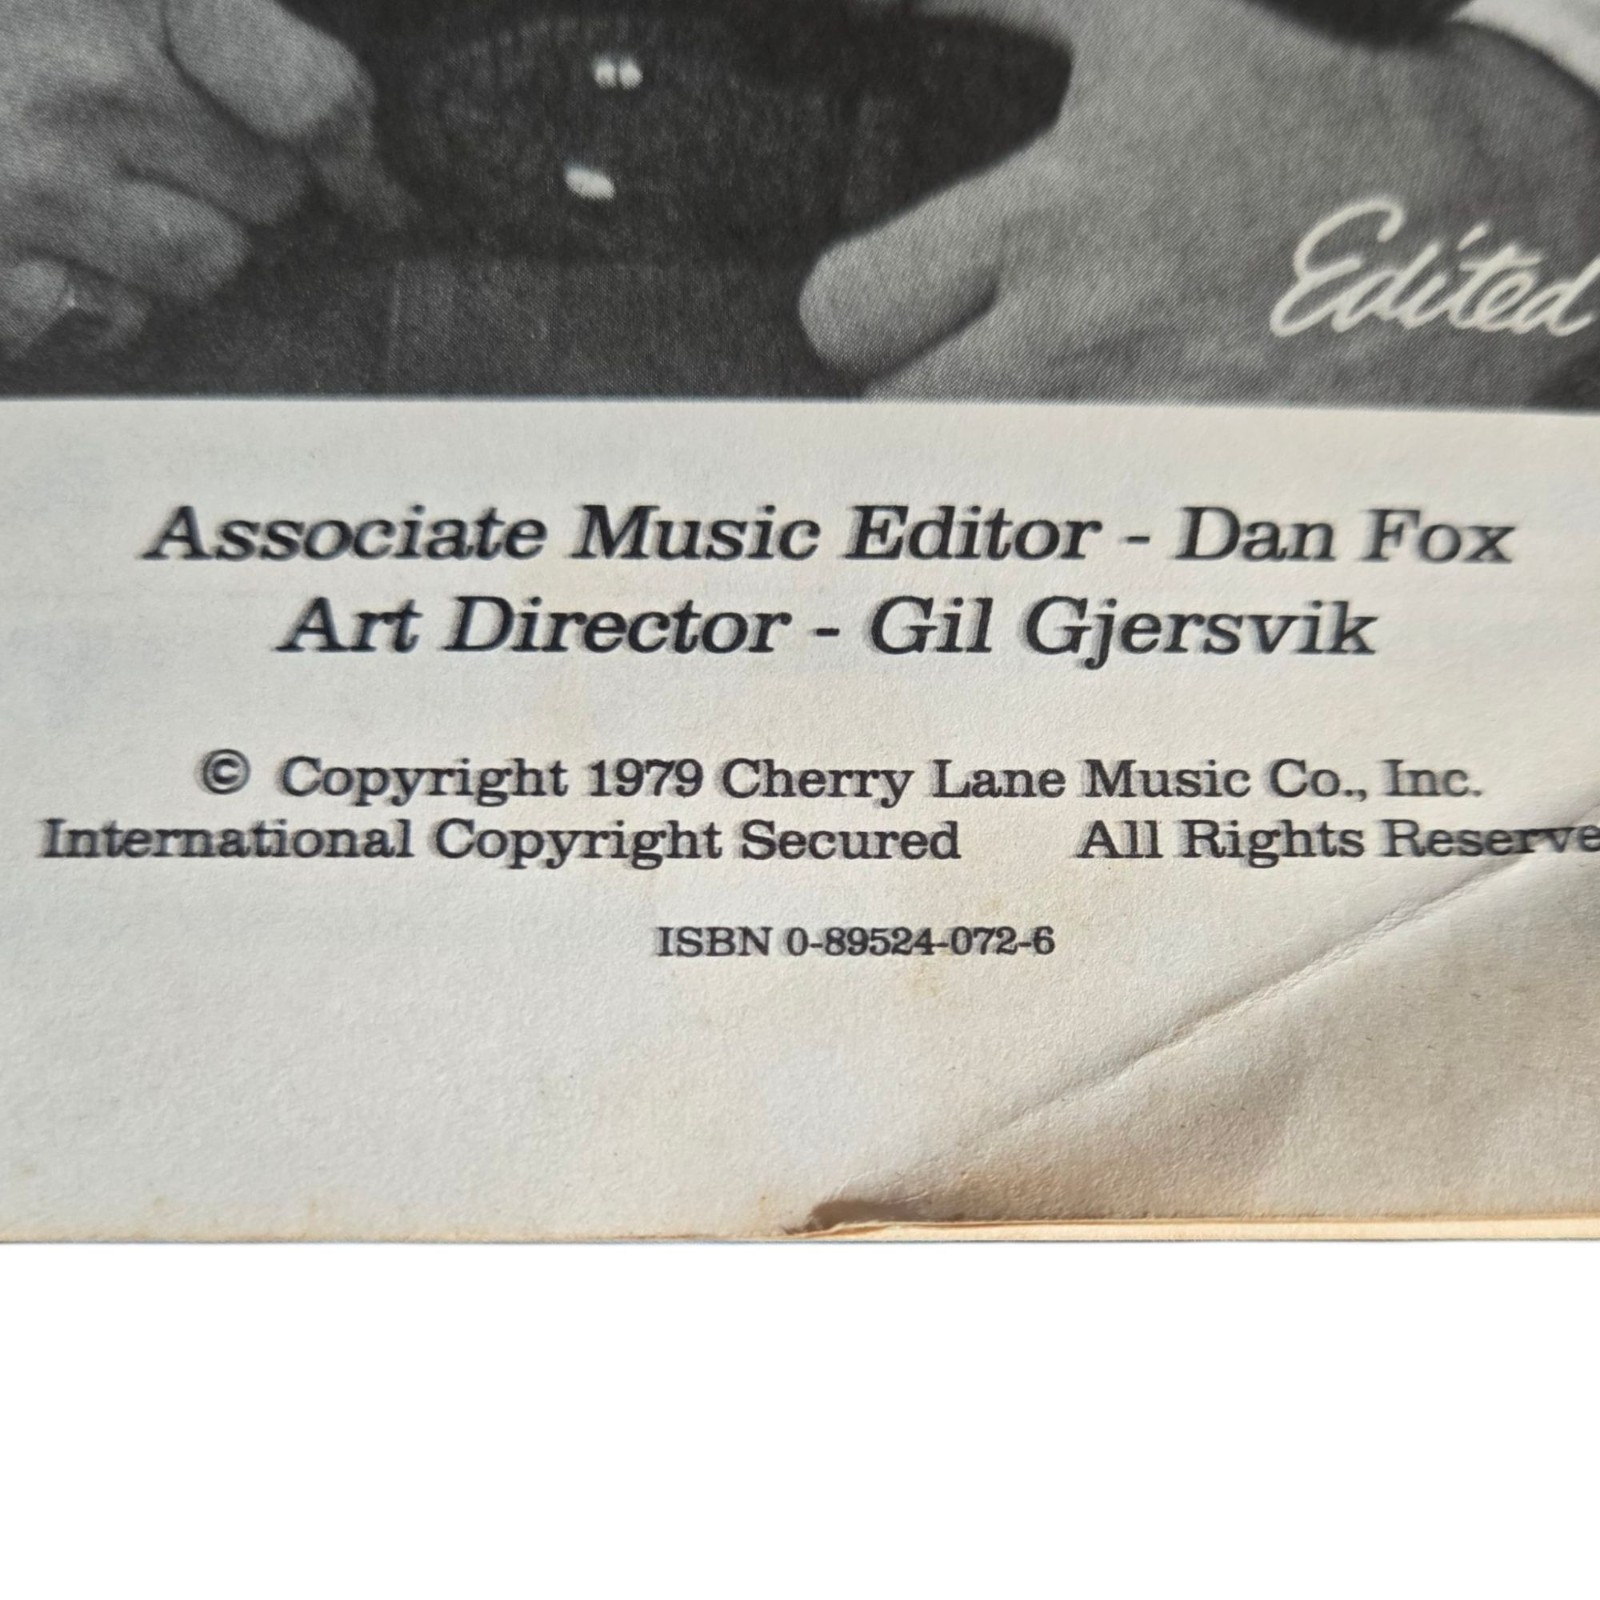 Edited
Associate Music Editor - Dan Fox
Art Director - Gil Gjersvik
© Copyright 1979 Cherry Lane Music Co., Inc.
International Copyright Secured All Rights Reserve
ISBN 0-89524-072-6